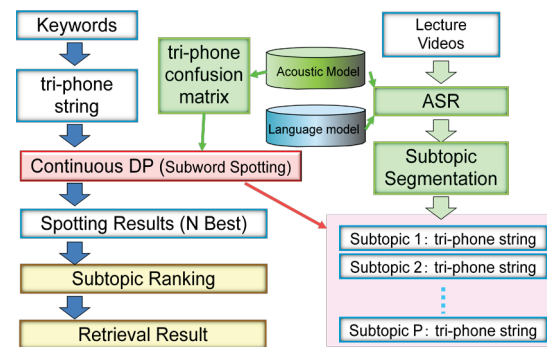 Keywords
tri-phone
string
tri-phone
confusion
matrix
Acoustic Model
Language model
Lecture
Videos
ASR
Subtopic
Segmentation
Continuous DP (Subword Spotting)
Spotting Results (N Best)
Subtopic Ranking
Retrieval Result
Subtopic 1: tri-phone string
Subtopic 2: tri-phone string
Subtopic P: tri-phone string